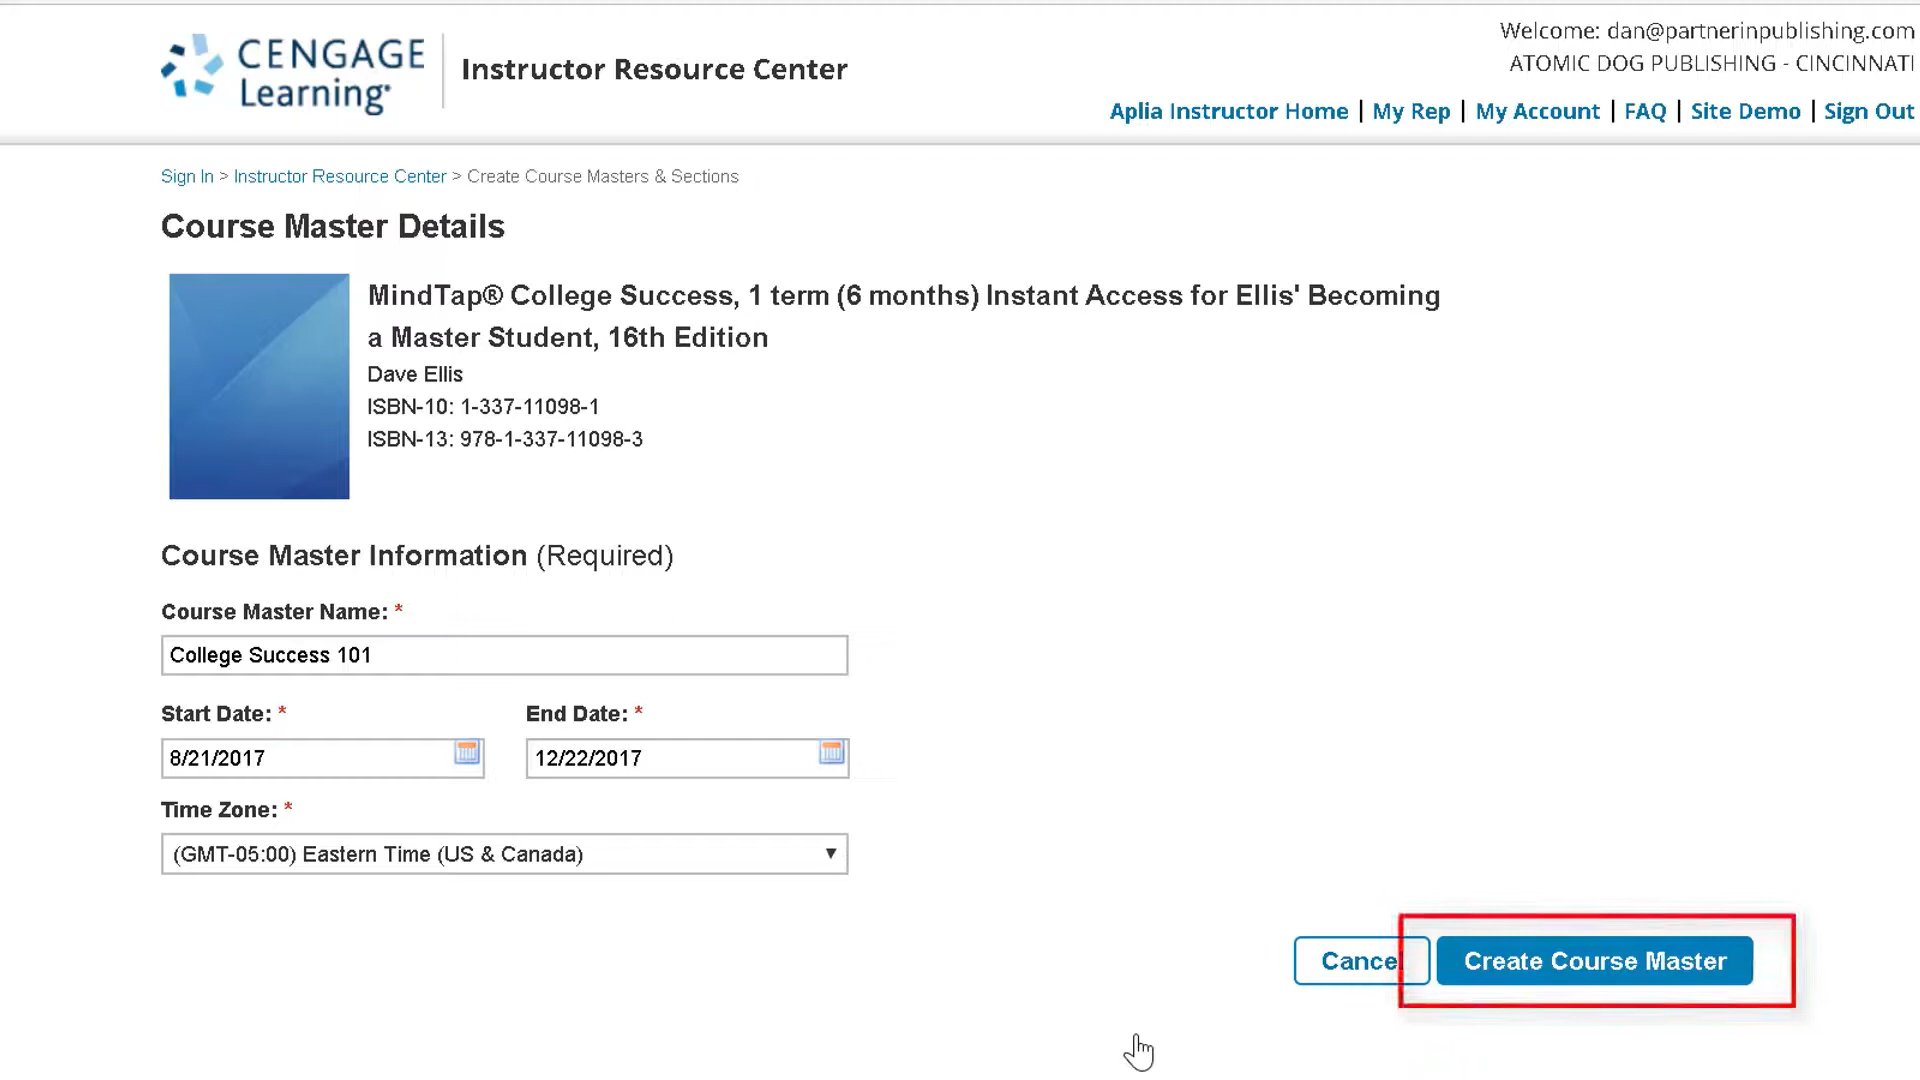 CENGAGE
Learning®
Instructor Resource Center
Welcome: dan@partnerinpublishing.com
ATOMIC DOG PUBLISHING - CINCINNATI
Aplia Instructor Home | My Rep | My Account | FAQ | Site Demo | Sign Out
Sign In > Instructor Resource Center > Create Course Masters & Sections
Course Master Details
MindTap® College Success, 1 term (6 months) Instant Access for Ellis' Becoming
a Master Student, 16th Edition
Dave Ellis
ISBN-10: 1-337-11098-1
ISBN-13: 978-1-337-11098-3
Course Master Information (Required)
Course Master Name: *
College Success 101
Start Date: * End Date: *
8/21/2017 12/22/2017
Time Zone: *
(GMT-05:00) Eastern Time (US & Canada)
Cancel Create Course Master